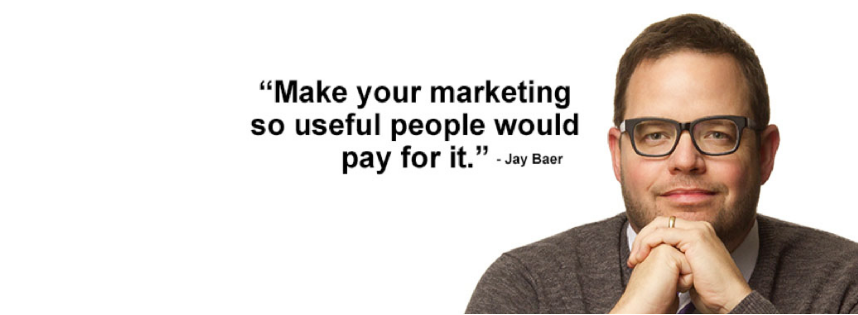 “Make your marketing
so useful people would
pay for it.” - Jay Baer